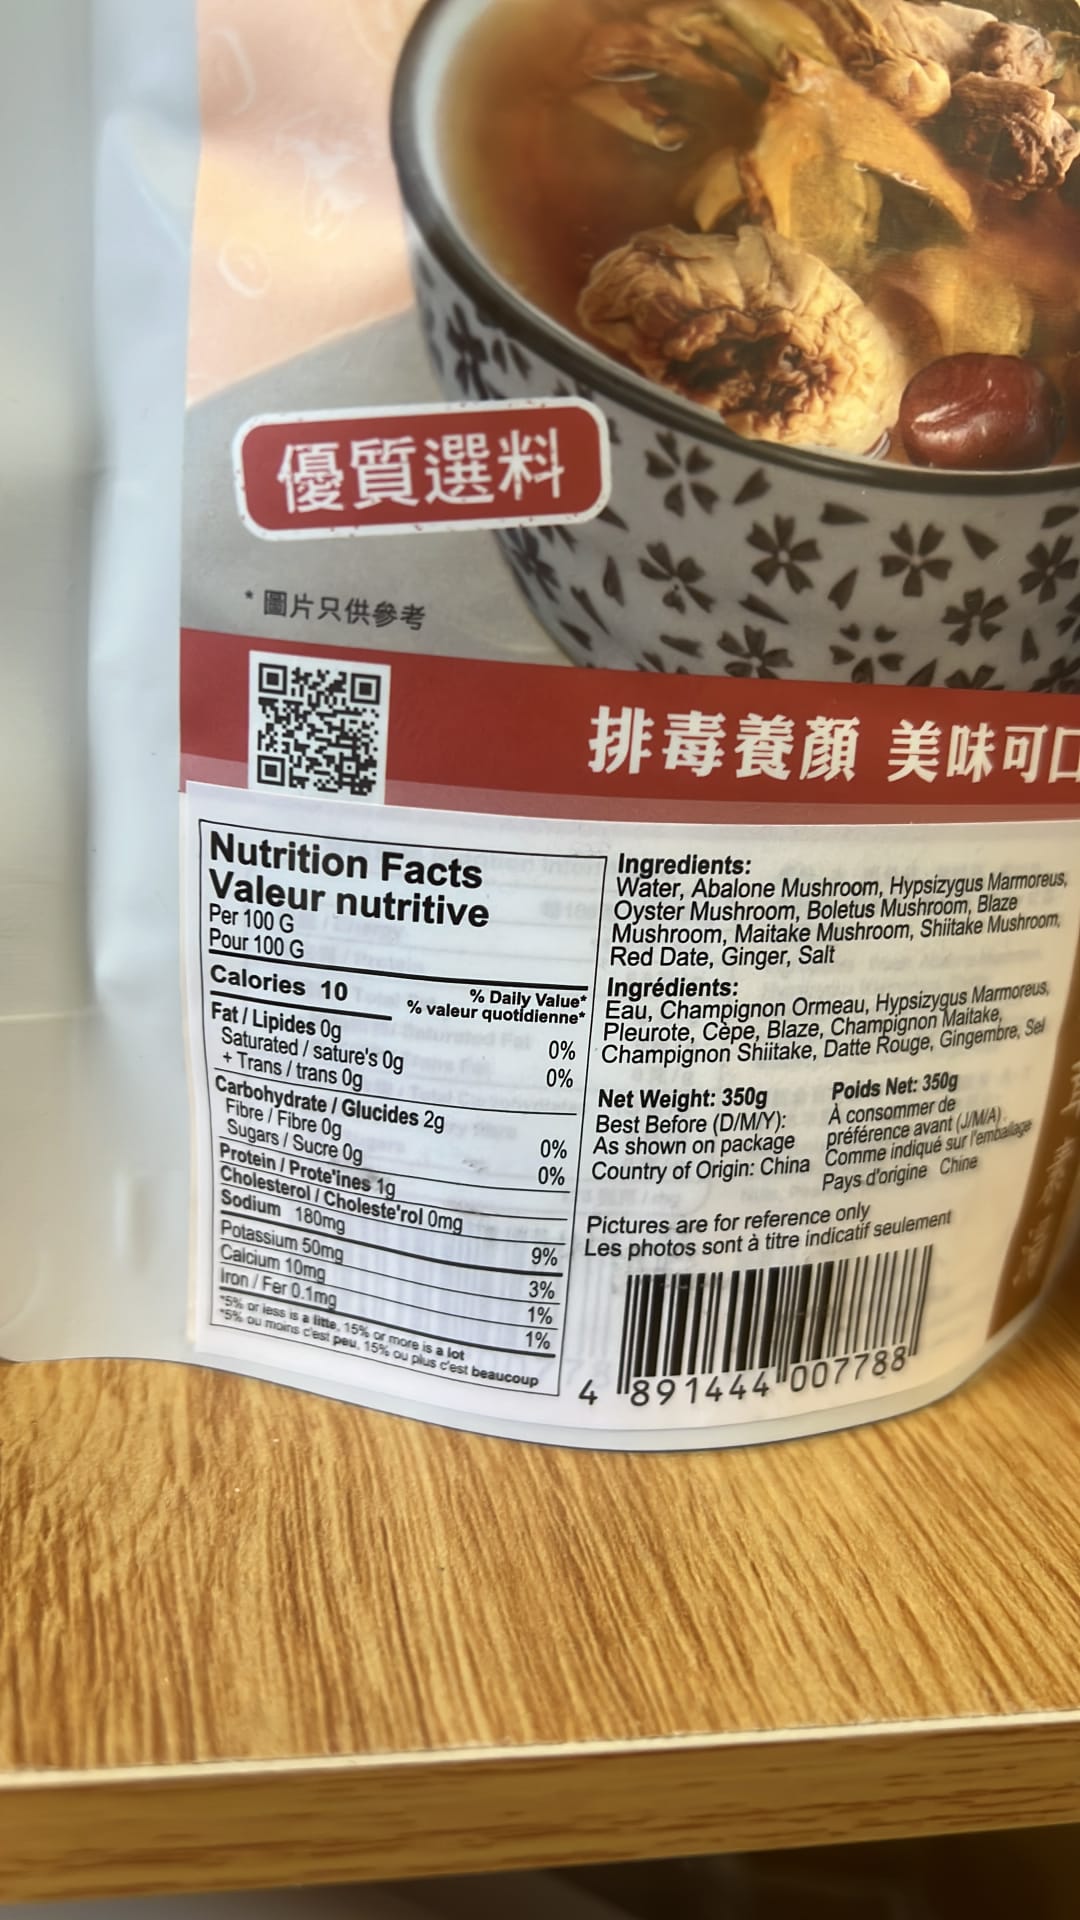 優質選料
* 圖片只供參考
排毒養顏 美味可口
Nutrition Facts
Valeur nutritive
Per 100 G
Pour 100 G
Calories 10
% Daily Value*
% valeur quotidienne*
Fat / Lipides 0g 0%
Saturated / sature's 0g 0%
+ Trans / trans 0g
Carbohydrate / Glucides 2g
Fibre / Fibre 0g 0%
Sugars / Sucre 0g 0%
Protein / Prote'ines 1g
Cholesterol / Choleste'rol 0mg
Sodium 180mg 9%
Potassium 50mg 3%
Calcium 10mg 1%
Iron / Fer 0.1mg 1%
*5% or less is a litte, 15% or more is a lot
*5% ou moins c'est peu, 15% ou plus c'est beaucoup
Ingredients:
Water, Abalone Mushroom, Hypsizygus Marmoreus,
Oyster Mushroom, Boletus Mushroom, Blaze
Mushroom, Maitake Mushroom, Shiitake Mushroom,
Red Date, Ginger, Salt
Ingrédients:
Eau, Champignon Ormeau, Hypsizygus Marmoreus,
Pleurote, Cèpe, Blaze, Champignon Maitake,
Champignon Shiitake, Datte Rouge, Gingembre, Sel
Net Weight: 350g
Best Before (D/M/Y):
As shown on package
Country of Origin: China
Poids Net: 350g
À consommer de
préférence avant (J/M/A)
Comme indiqué sur l'emballage
Pays d'origine Chine
Pictures are for reference only
Les photos sont à titre indicatif seulement
4 891444 007788